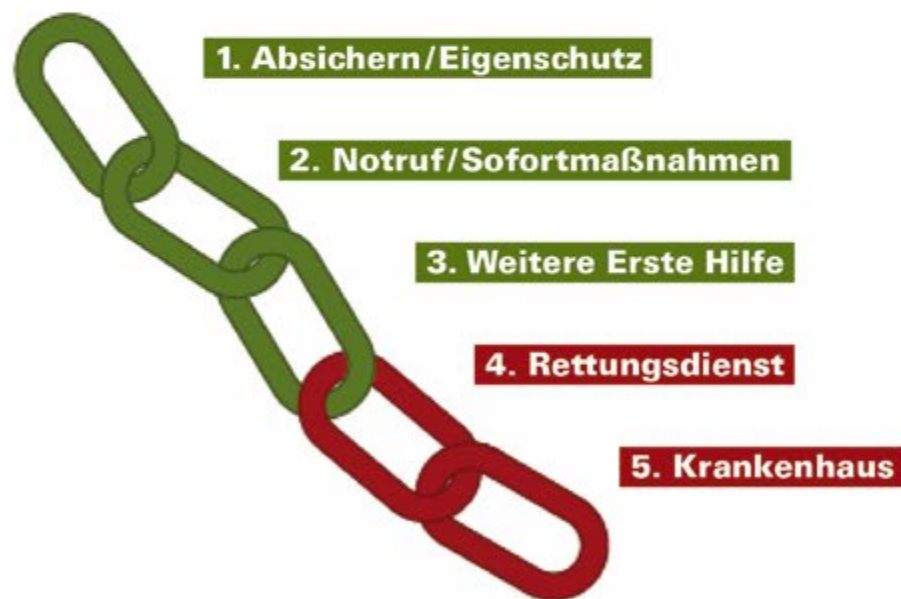 1. Absichern/Eigenschutz
2. Notruf/Sofortmaßnahmen
3. Weitere Erste Hilfe
4. Rettungsdienst
5. Krankenhaus